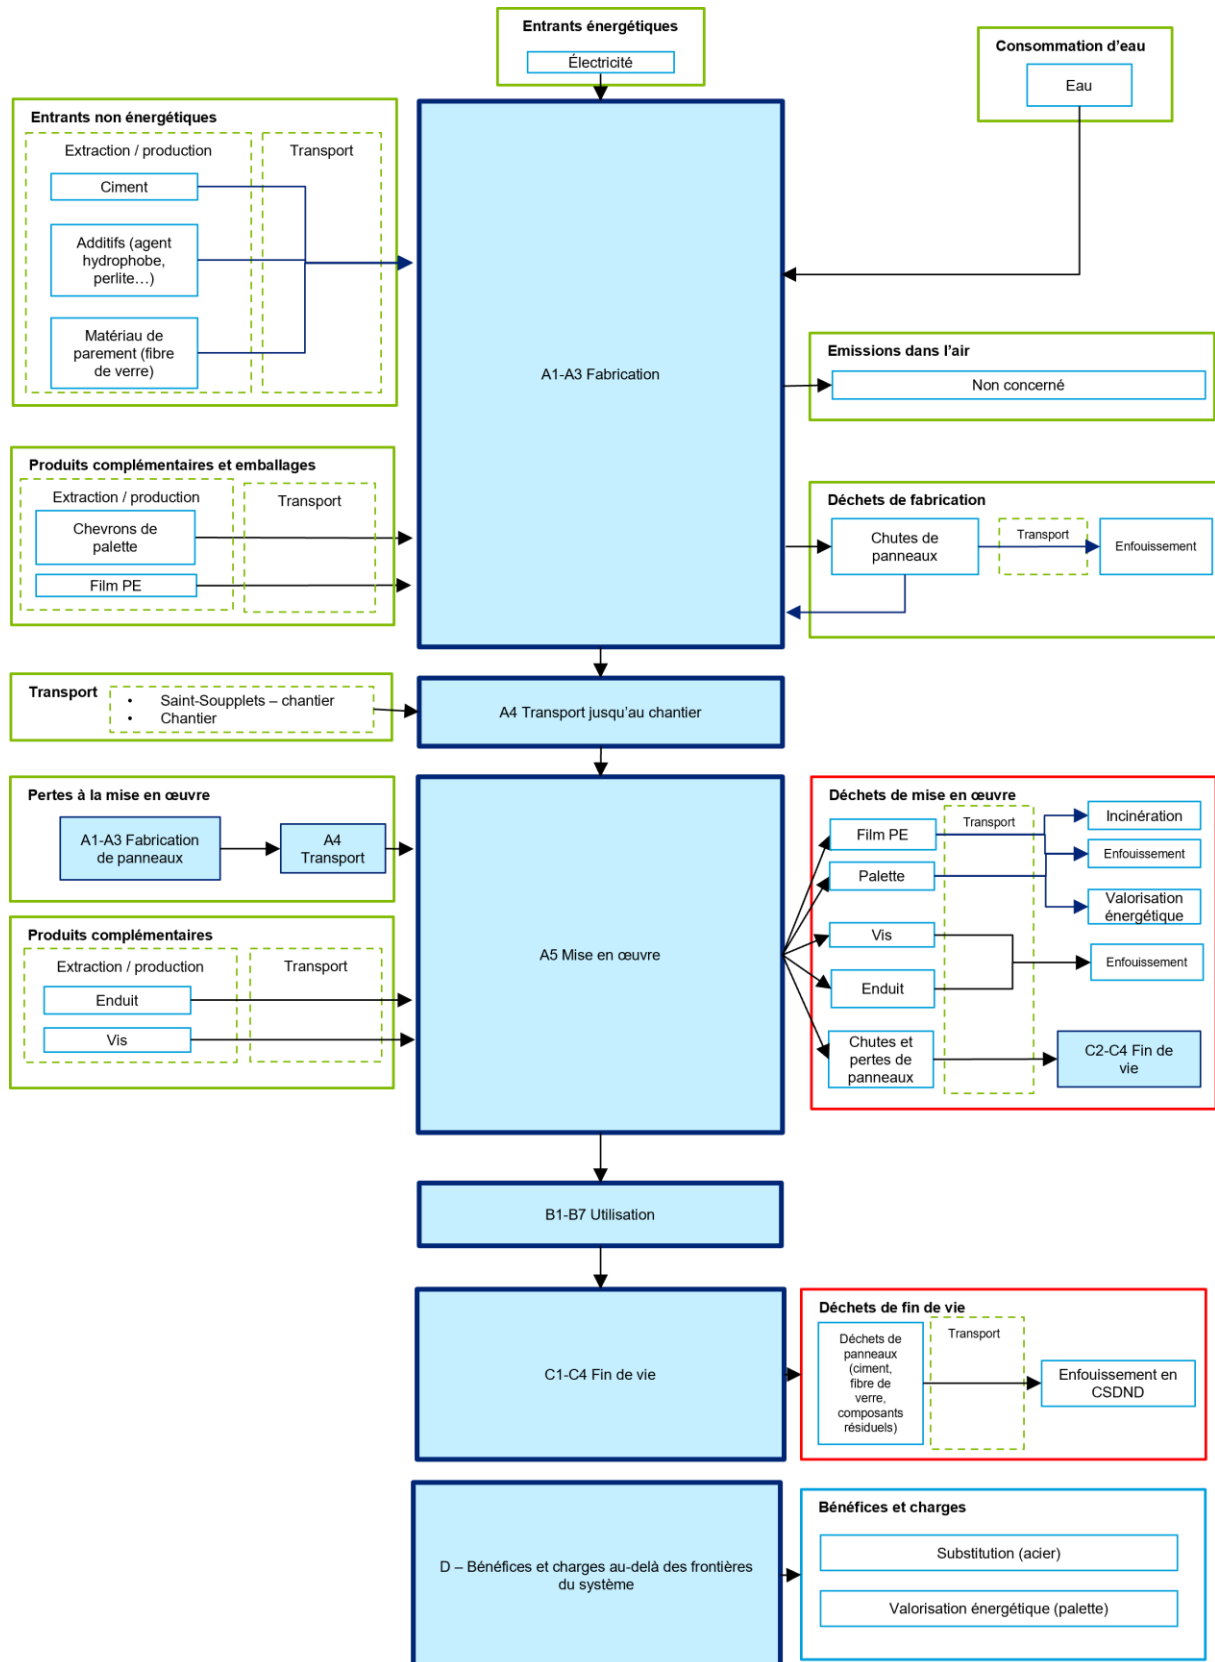 Entrants énergétiques
Électricité
Consommation d'eau
Eau
Entrants non énergétiques
Extraction / production
Transport
Ciment
Additifs (agent
hydrophobe,
perlite…)
Matériau de
parement (fibre
de verre)
A1-A3 Fabrication
Emissions dans l'air
Non concerné
Produits complémentaires et emballages
Extraction / production
Transport
Chevrons de
palette
Film PE
Déchets de fabrication
Chutes de
panneaux
Transport
Enfouissement
Transport
• Saint-Soupplets – chantier
• Chantier
A4 Transport jusqu'au chantier
Pertes à la mise en œuvre
A1-A3 Fabrication
de panneaux
A4
Transport
Produits complémentaires
Extraction / production
Transport
Enduit
Vis
A5 Mise en œuvre
Déchets de mise en œuvre
Transport
Film PE
Palette
Vis
Enduit
Chutes et
pertes de
panneaux
Incinération
Enfouissement
Valorisation
énergétique
Enfouissement
C2-C4 Fin de
vie
B1-B7 Utilisation
C1-C4 Fin de vie
Déchets de fin de vie
Déchets de
panneaux
(ciment,
fibre de
verre,
composants
résiduels)
Transport
Enfouissement en
CSDND
D – Bénéfices et charges au-delà des frontières
du système
Bénéfices et charges
Substitution (acier)
Valorisation énergétique (palette)